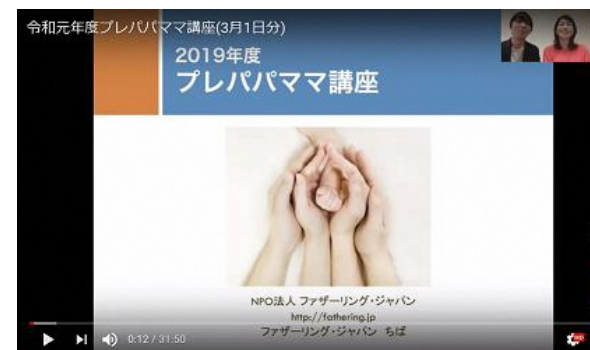 令和元年度プレパパママ講座(3月1日分)
2019年度
プレパパママ講座
NPO法人 ファザーリング・ジャパン
http://fathering.jp
ファザーリング・ジャパン ちば
0:12 / 31:50
HD